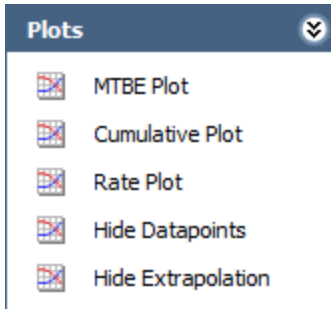 Plots
MTBE Plot
Cumulative Plot
Rate Plot
Hide Datapoints
Hide Extrapolation